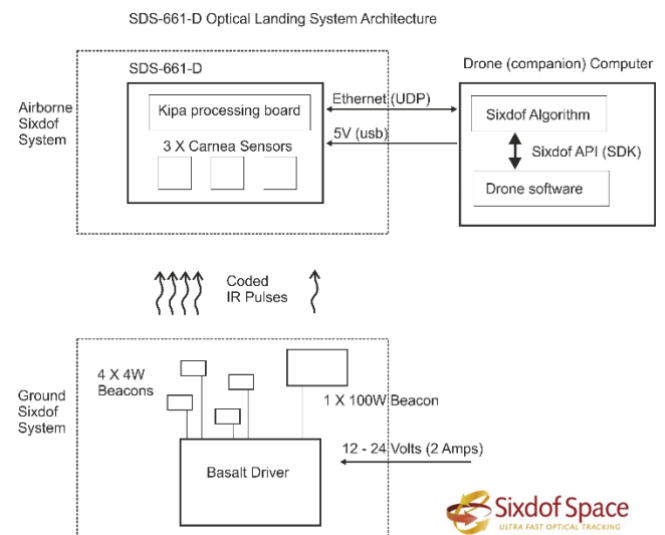 SDS-661-D Optical Landing System Architecture
SDS-661-D
Drone (companion) Computer
Airborne
Sixdof
System
Kipa processing board
3 X Carnea Sensors
Ethernet (UDP)
5V (usb)
Sixdof Algorithm
Sixdof API (SDK)
Drone software
Coded
IR Pulses
Ground
Sixdof
System
4 X 4W
Beacons
1 X 100W Beacon
Basalt Driver
12 - 24 Volts (2 Amps)
Sixdof Space
ULTRA FAST OPTICAL TRACKING